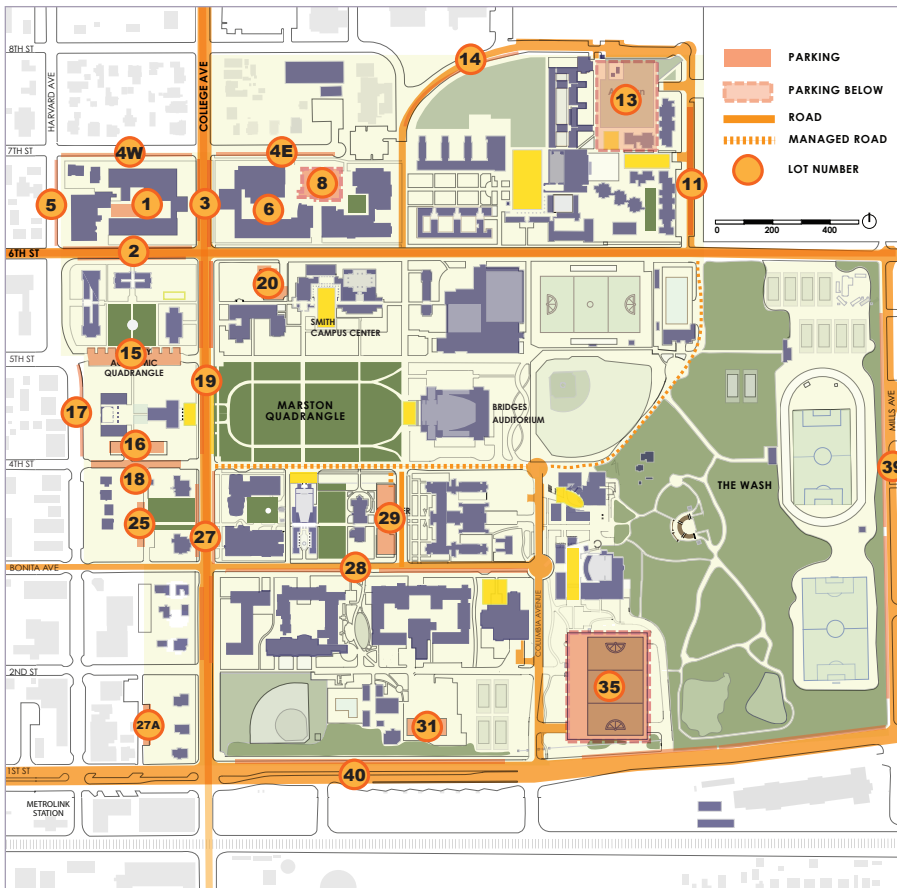 8TH ST
HARVARD AVE
COLLEGE AVE
14
13
PARKING
PARKING BELOW
ROAD
MANAGED ROAD
LOT NUMBER
7TH ST
4W
4E
5
1
3
6
8
11
0 200 400
2
6TH ST
20
SMITH
CAMPUS CENTER
15
5TH ST
QUADRANGLE
19
17
MARSTON
QUADRANGLE
BRIDGES
AUDITORIUM
MILLS AVE
16
4TH ST
18
THE WASH
39
25
29
27
BONITA AVE
28
COLUMBIA AVENUE
2ND ST
35
27A
31
1ST ST
40
METROLINK
STATION